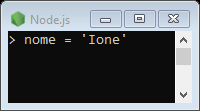 Node.js
> nome = 'Ione'